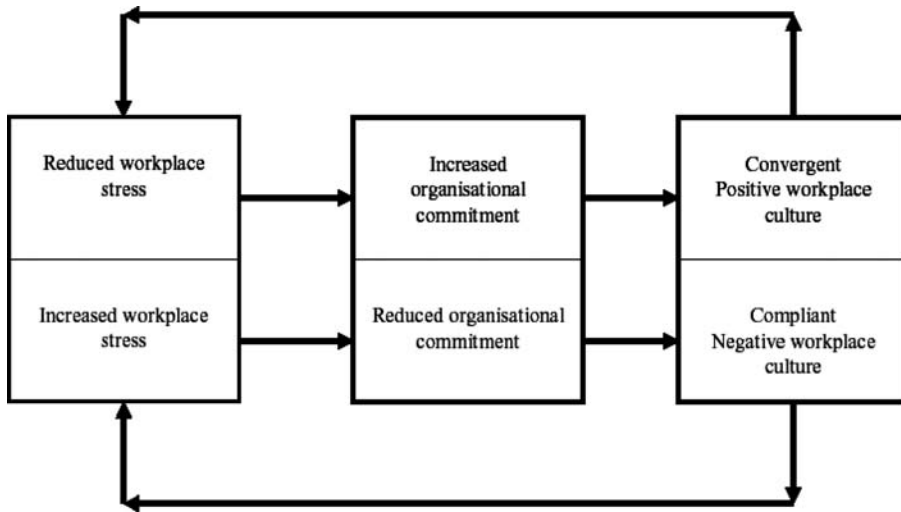 Reduced workplace
stress
Increased
organisational
commitment
Convergent
Positive workplace
culture
Increased workplace
stress
Reduced organisational
commitment
Compliant
Negative workplace
culture